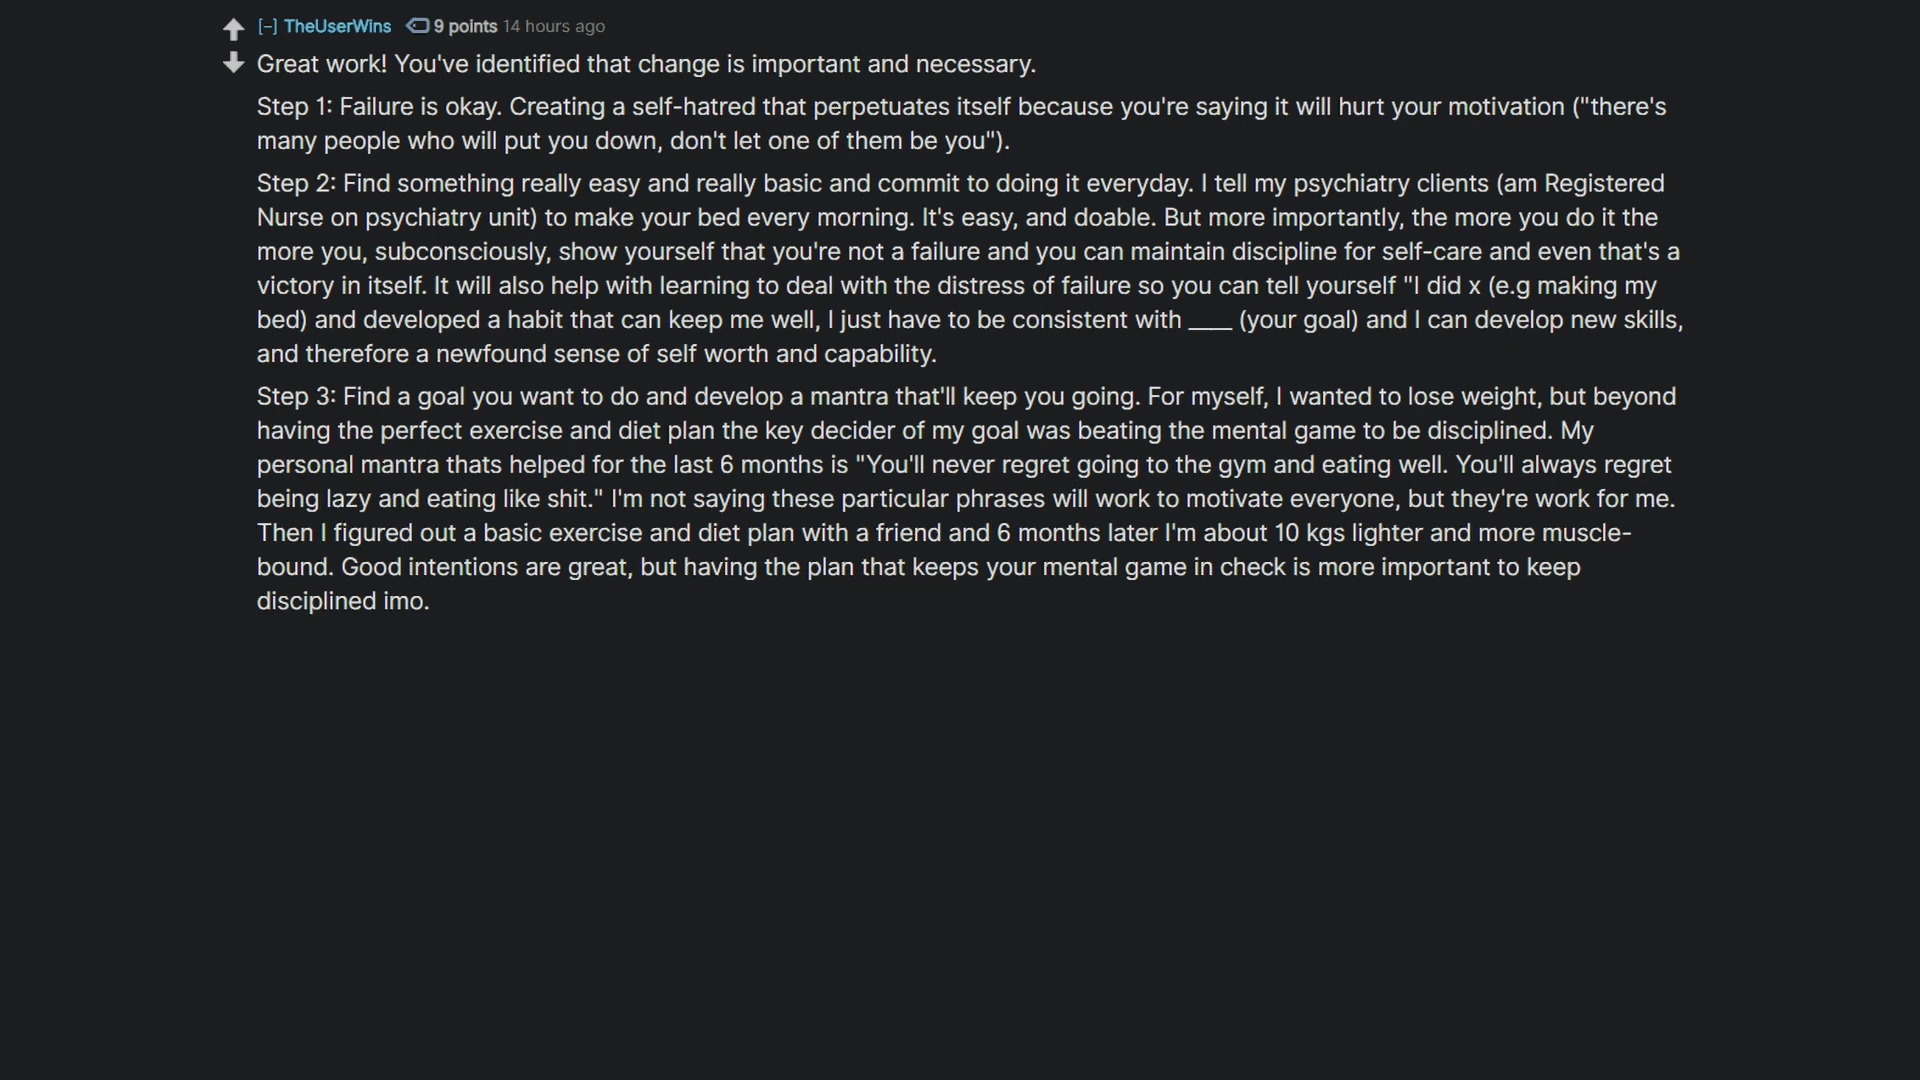 [-] TheUserWins 9 points 14 hours ago
Great work! You've identified that change is important and necessary.
Step 1: Failure is okay. Creating a self-hatred that perpetuates itself because you're saying it will hurt your motivation ("there's
many people who will put you down, don't let one of them be you").
Step 2: Find something really easy and really basic and commit to doing it everyday. I tell my psychiatry clients (am Registered
Nurse on psychiatry unit) to make your bed every morning. It's easy, and doable. But more importantly, the more you do it the
more you, subconsciously, show yourself that you're not a failure and you can maintain discipline for self-care and even that's a
victory in itself. It will also help with learning to deal with the distress of failure so you can tell yourself "I did x (e.g making my
bed) and developed a habit that can keep me well, I just have to be consistent with ____ (your goal) and I can develop new skills,
and therefore a newfound sense of self worth and capability.
Step 3: Find a goal you want to do and develop a mantra that'll keep you going. For myself, I wanted to lose weight, but beyond
having the perfect exercise and diet plan the key decider of my goal was beating the mental game to be disciplined. My
personal mantra thats helped for the last 6 months is "You'll never regret going to the gym and eating well. You'll always regret
being lazy and eating like shit." I'm not saying these particular phrases will work to motivate everyone, but they're work for me.
Then I figured out a basic exercise and diet plan with a friend and 6 months later I'm about 10 kgs lighter and more muscle-
bound. Good intentions are great, but having the plan that keeps your mental game in check is more important to keep
disciplined imo.